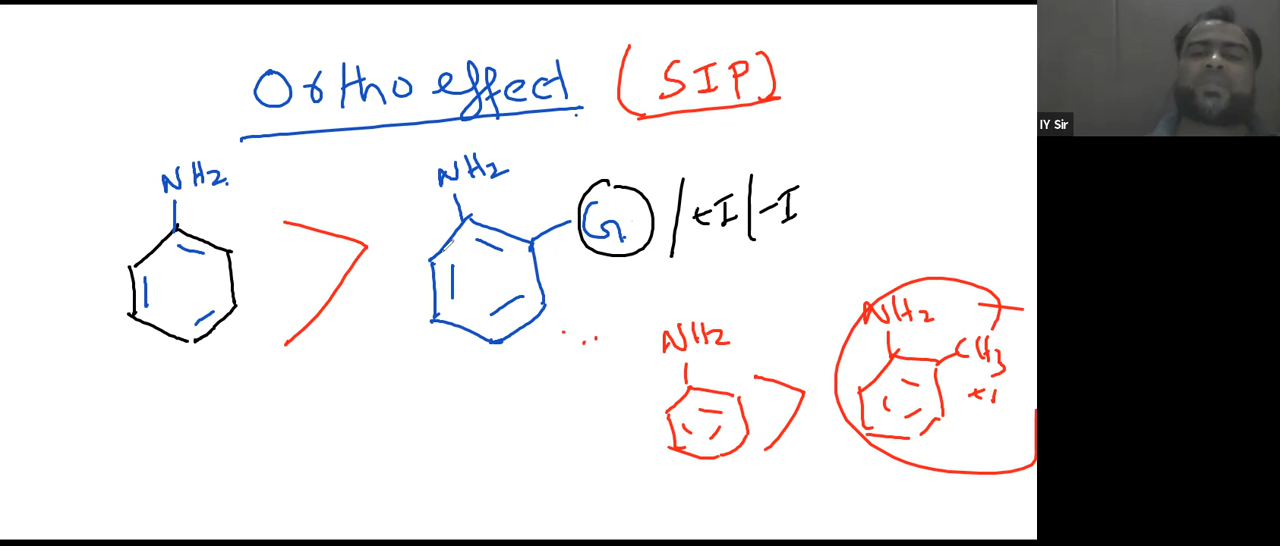 Ortho effect (SIP)
IY Sir
NH2
NH2
G / +I | -I
>
NH2
>
NH2
CH3
+I